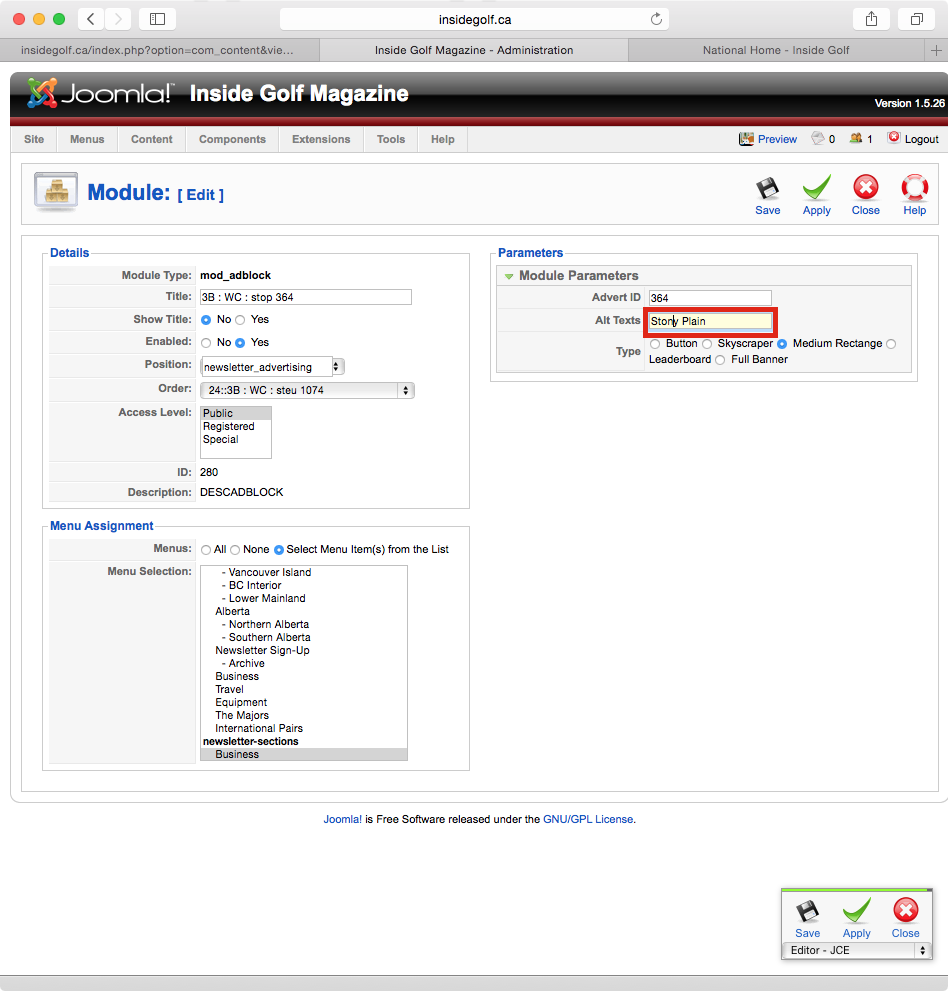 insidegolf.ca
insidegolf.ca/index.php?option=com_content&vie...
Inside Golf Magazine - Administration
National Home - Inside Golf
Joomla!™ Inside Golf Magazine
Version 1.5.26
Site Menus Content Components Extensions Tools Help
Preview 0 1 Logout
Module: [ Edit ]
Save Apply Close Help
Details
Module Type: mod_adblock
Title: 3B : WC : stop 364
Show Title: No Yes
Enabled: No Yes
Position: newsletter_advertising
Order: 24::3B : WC : steu 1074
Access Level: Public
Registered
Special
ID: 280
Description: DESCADBLOCK
Parameters
Module Parameters
Advert ID 364
Alt Texts Stony Plain
Type Button Skyscraper Medium Rectange
Leaderboard Full Banner
Menu Assignment
Menus: All None Select Menu Item(s) from the List
Menu Selection:
- Vancouver Island
- BC Interior
- Lower Mainland
Alberta
- Northern Alberta
- Southern Alberta
Newsletter Sign-Up
- Archive
Business
Travel
Equipment
The Majors
International Pairs
newsletter-sections
Business
Joomla! is Free Software released under the GNU/GPL License.
Save Apply Close
Editor - JCE